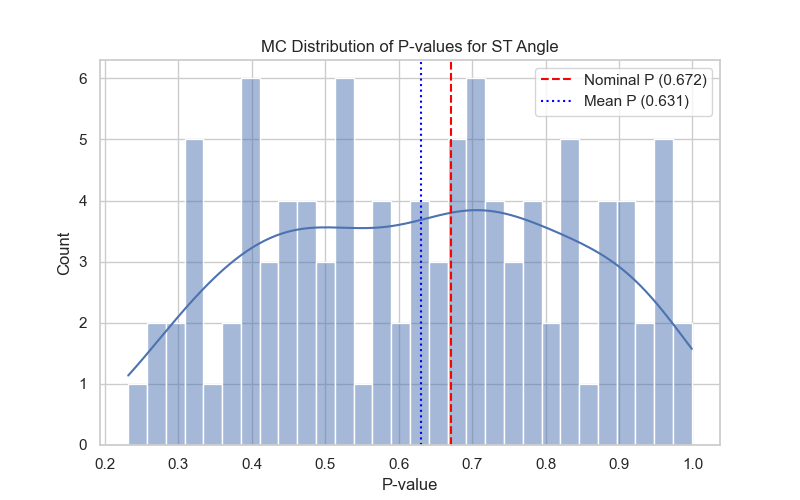 MC Distribution of P-values for ST Angle
Nominal P (0.672)
Mean P (0.631)
6
5
4
3
2
1
0
Count
0.2 0.3 0.4 0.5 0.6 0.7 0.8 0.9 1.0
P-value